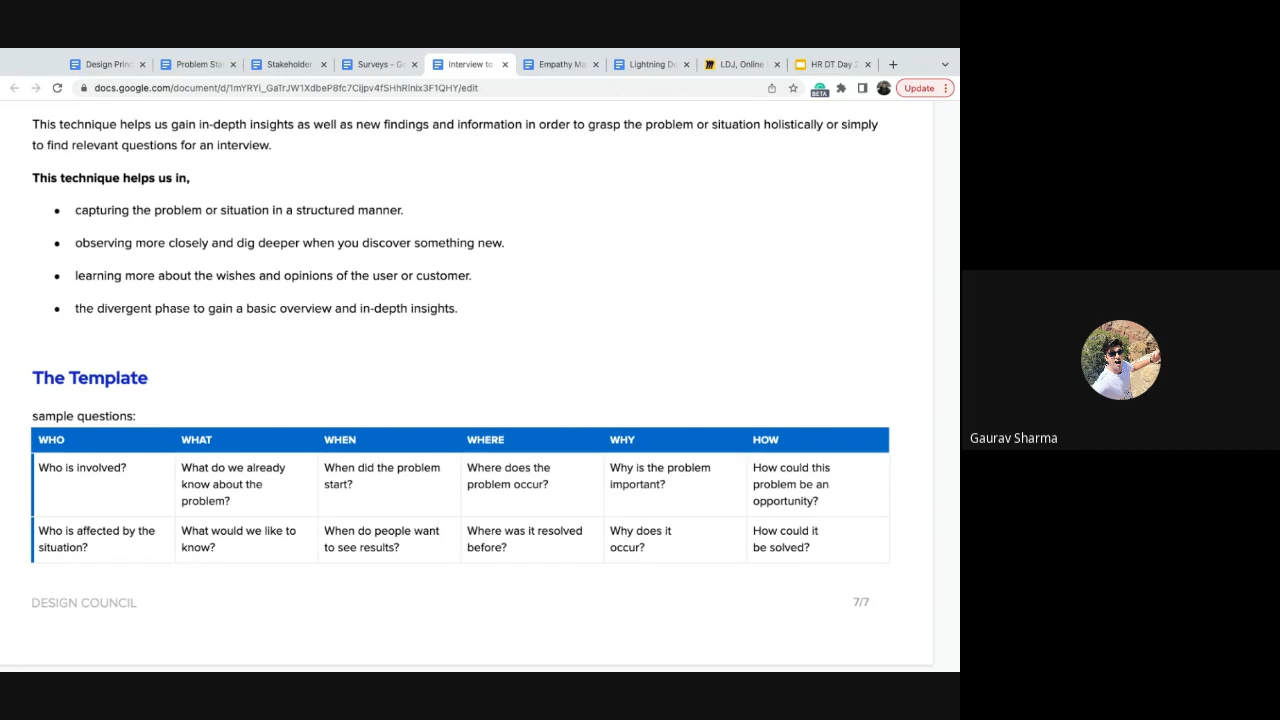 Design Prin
Problem Sta
Stakeholder
Surveys - Go
Interview to
Empathy Ma
Lightning De
LDJ, Online
HR DT Day 2
docs.google.com/document/d/1mYRYi_GaTrJW1XdbeP8fc7Cijpv4fSHhRInix3F1QHY/edit
BETA
Update
This technique helps us gain in-depth insights as well as new findings and information in order to grasp the problem or situation holistically or simply
to find relevant questions for an interview.
This technique helps us in,
• capturing the problem or situation in a structured manner.
• observing more closely and dig deeper when you discover something new.
• learning more about the wishes and opinions of the user or customer.
• the divergent phase to gain a basic overview and in-depth insights.
The Template
sample questions:
WHO WHAT WHEN WHERE WHY HOW
Who is involved? What do we already When did the problem Where does the Why is the problem How could this
know about the start? problem occur? important? problem be an
problem? opportunity?
Who is affected by the What would we like to When do people want Where was it resolved Why does it How could it
situation? know? to see results? before? occur? be solved?
DESIGN COUNCIL 7/7
Gaurav Sharma